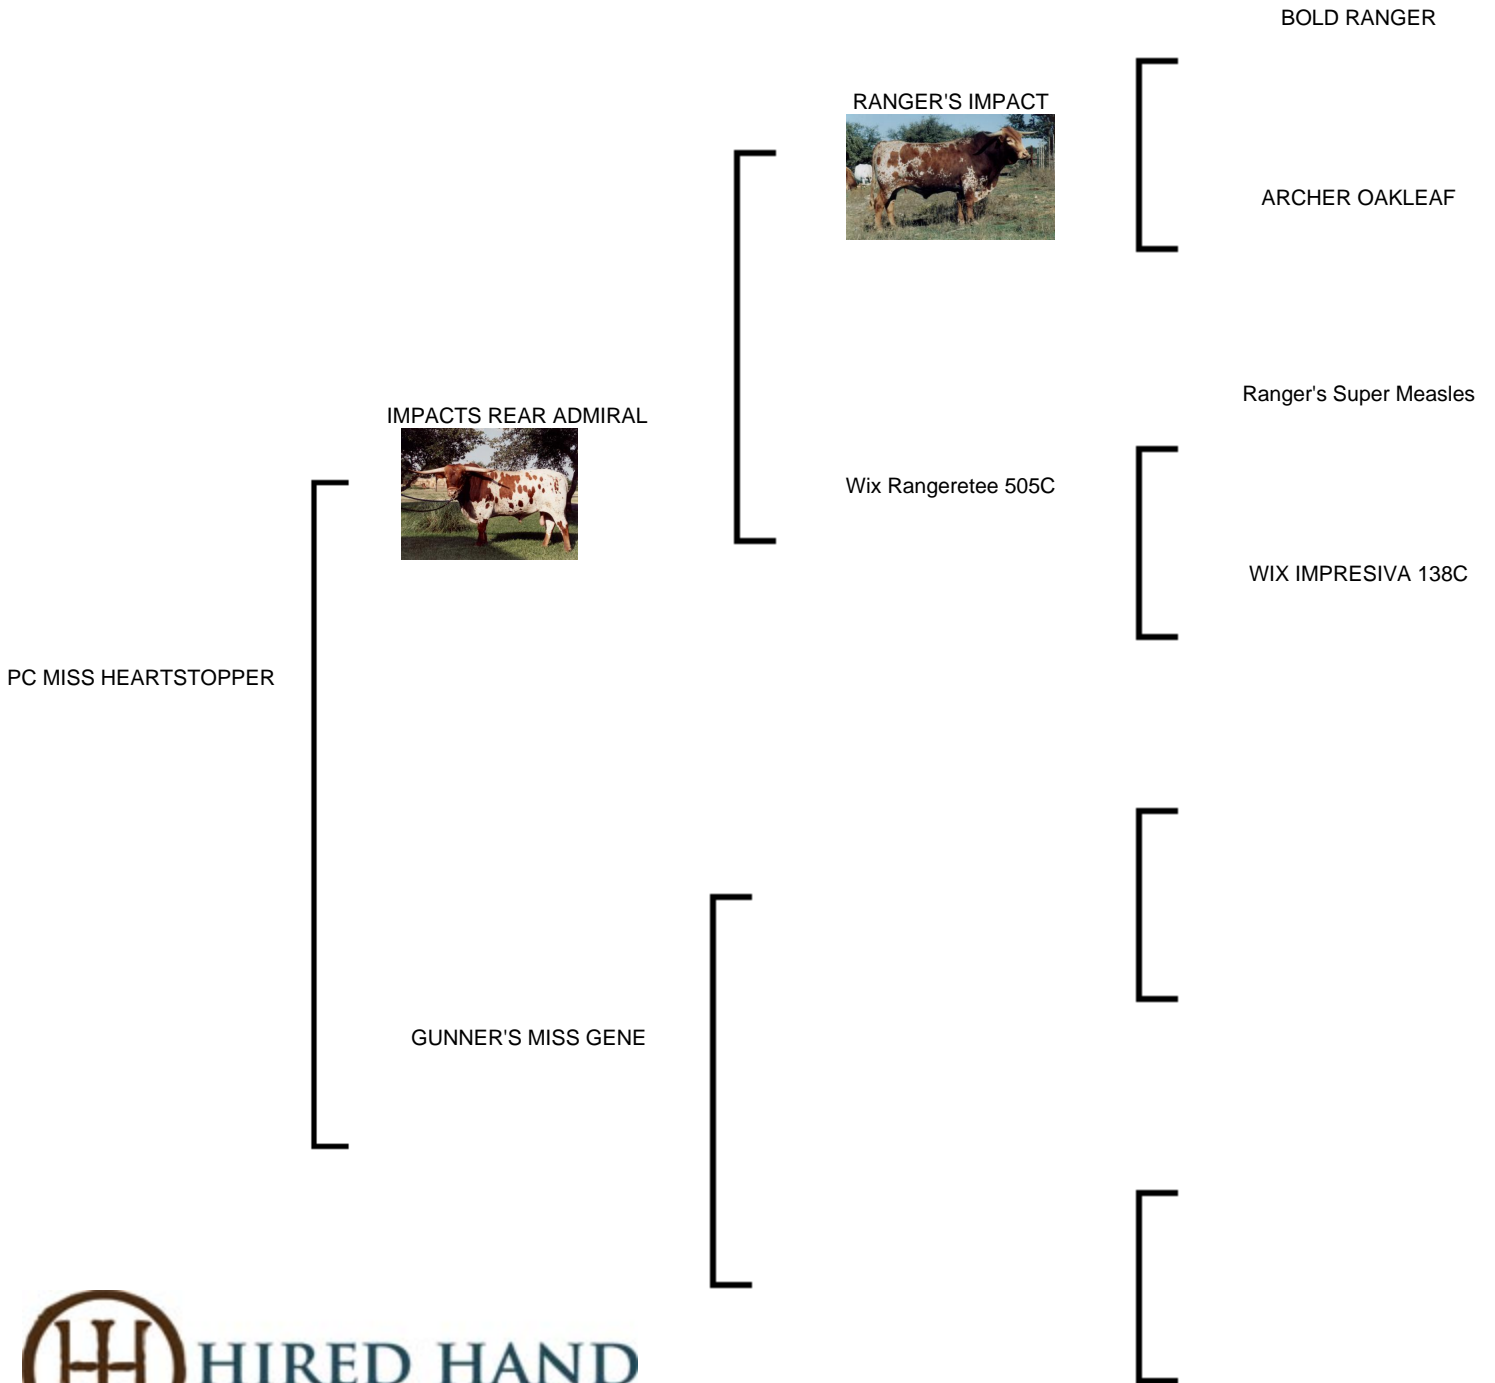 BOLD RANGER
RANGER'S IMPACT
ARCHER OAKLEAF
Ranger's Super Measles
IMPACTS REAR ADMIRAL
Wix Rangeretee 505C
WIX IMPRESIVA 138C
PC MISS HEARTSTOPPER
GUNNER'S MISS GENE
HIRED HAND